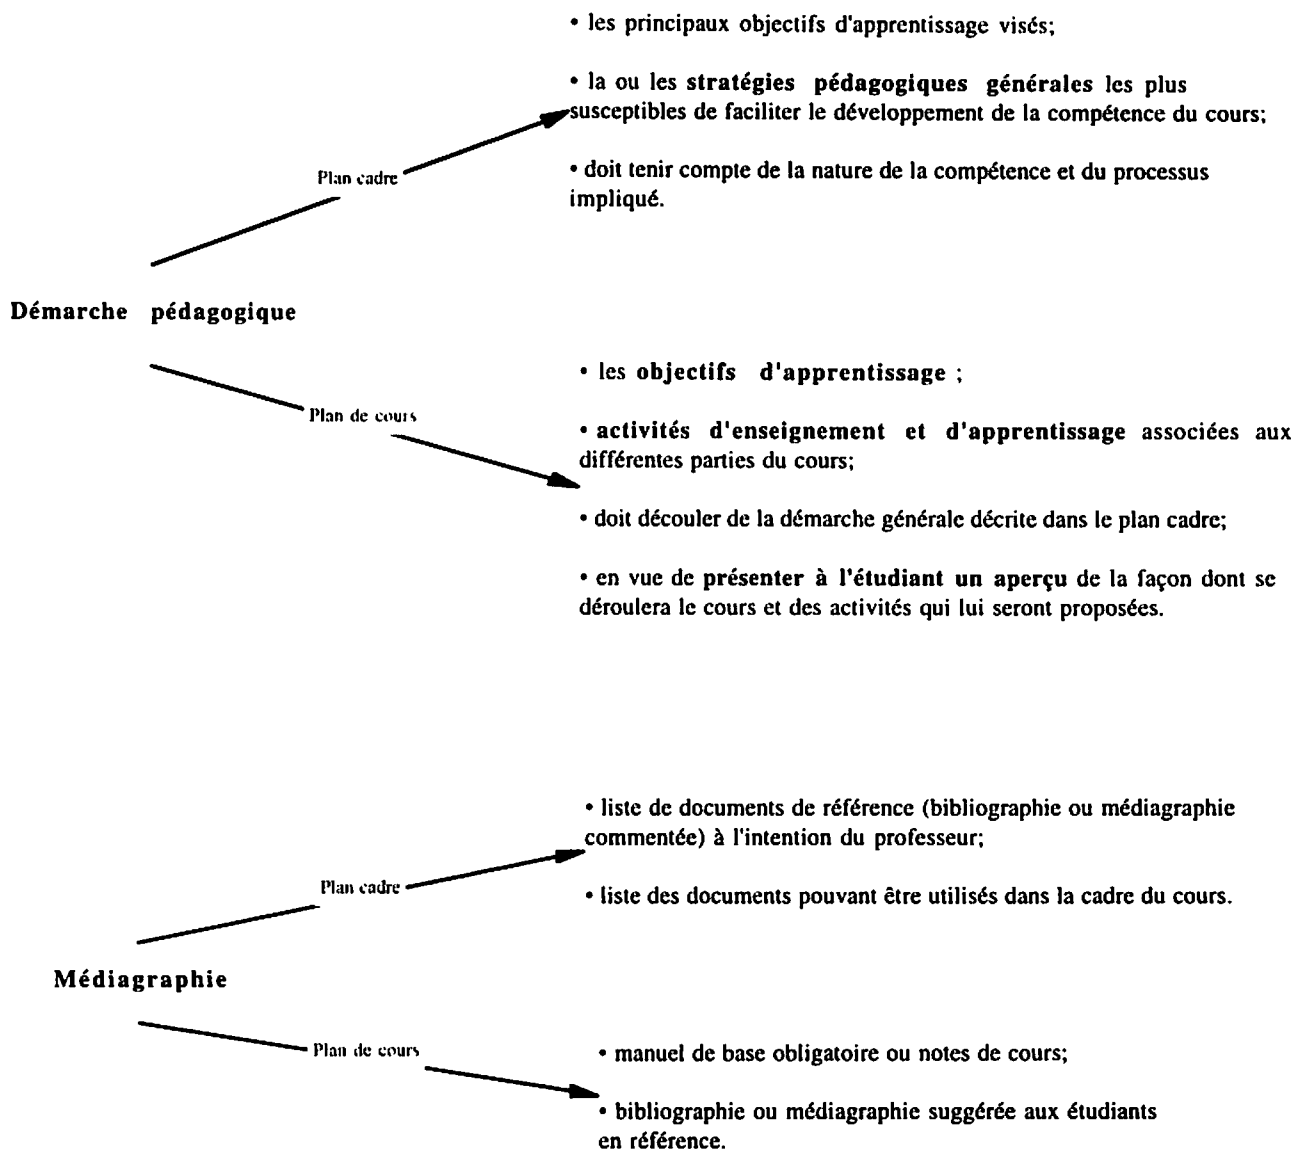 • les principaux objectifs d'apprentissage visés;
• la ou les stratégies pédagogiques générales les plus
susceptibles de faciliter le développement de la compétence du cours;
Plan cadre
• doit tenir compte de la nature de la compétence et du processus
impliqué.
Démarche pédagogique
• les objectifs d'apprentissage ;
Plan de cours
• activités d'enseignement et d'apprentissage associées aux
différentes parties du cours;
• doit découler de la démarche générale décrite dans le plan cadre;
• en vue de présenter à l'étudiant un aperçu de la façon dont se
déroulera le cours et des activités qui lui seront proposées.
• liste de documents de référence (bibliographie ou médiagraphie
commentée) à l'intention du professeur;
Plan cadre
• liste des documents pouvant être utilisés dans la cadre du cours.
Médiagraphie
Plan de cours
• manuel de base obligatoire ou notes de cours;
• bibliographie ou médiagraphie suggérée aux étudiants
en référence.